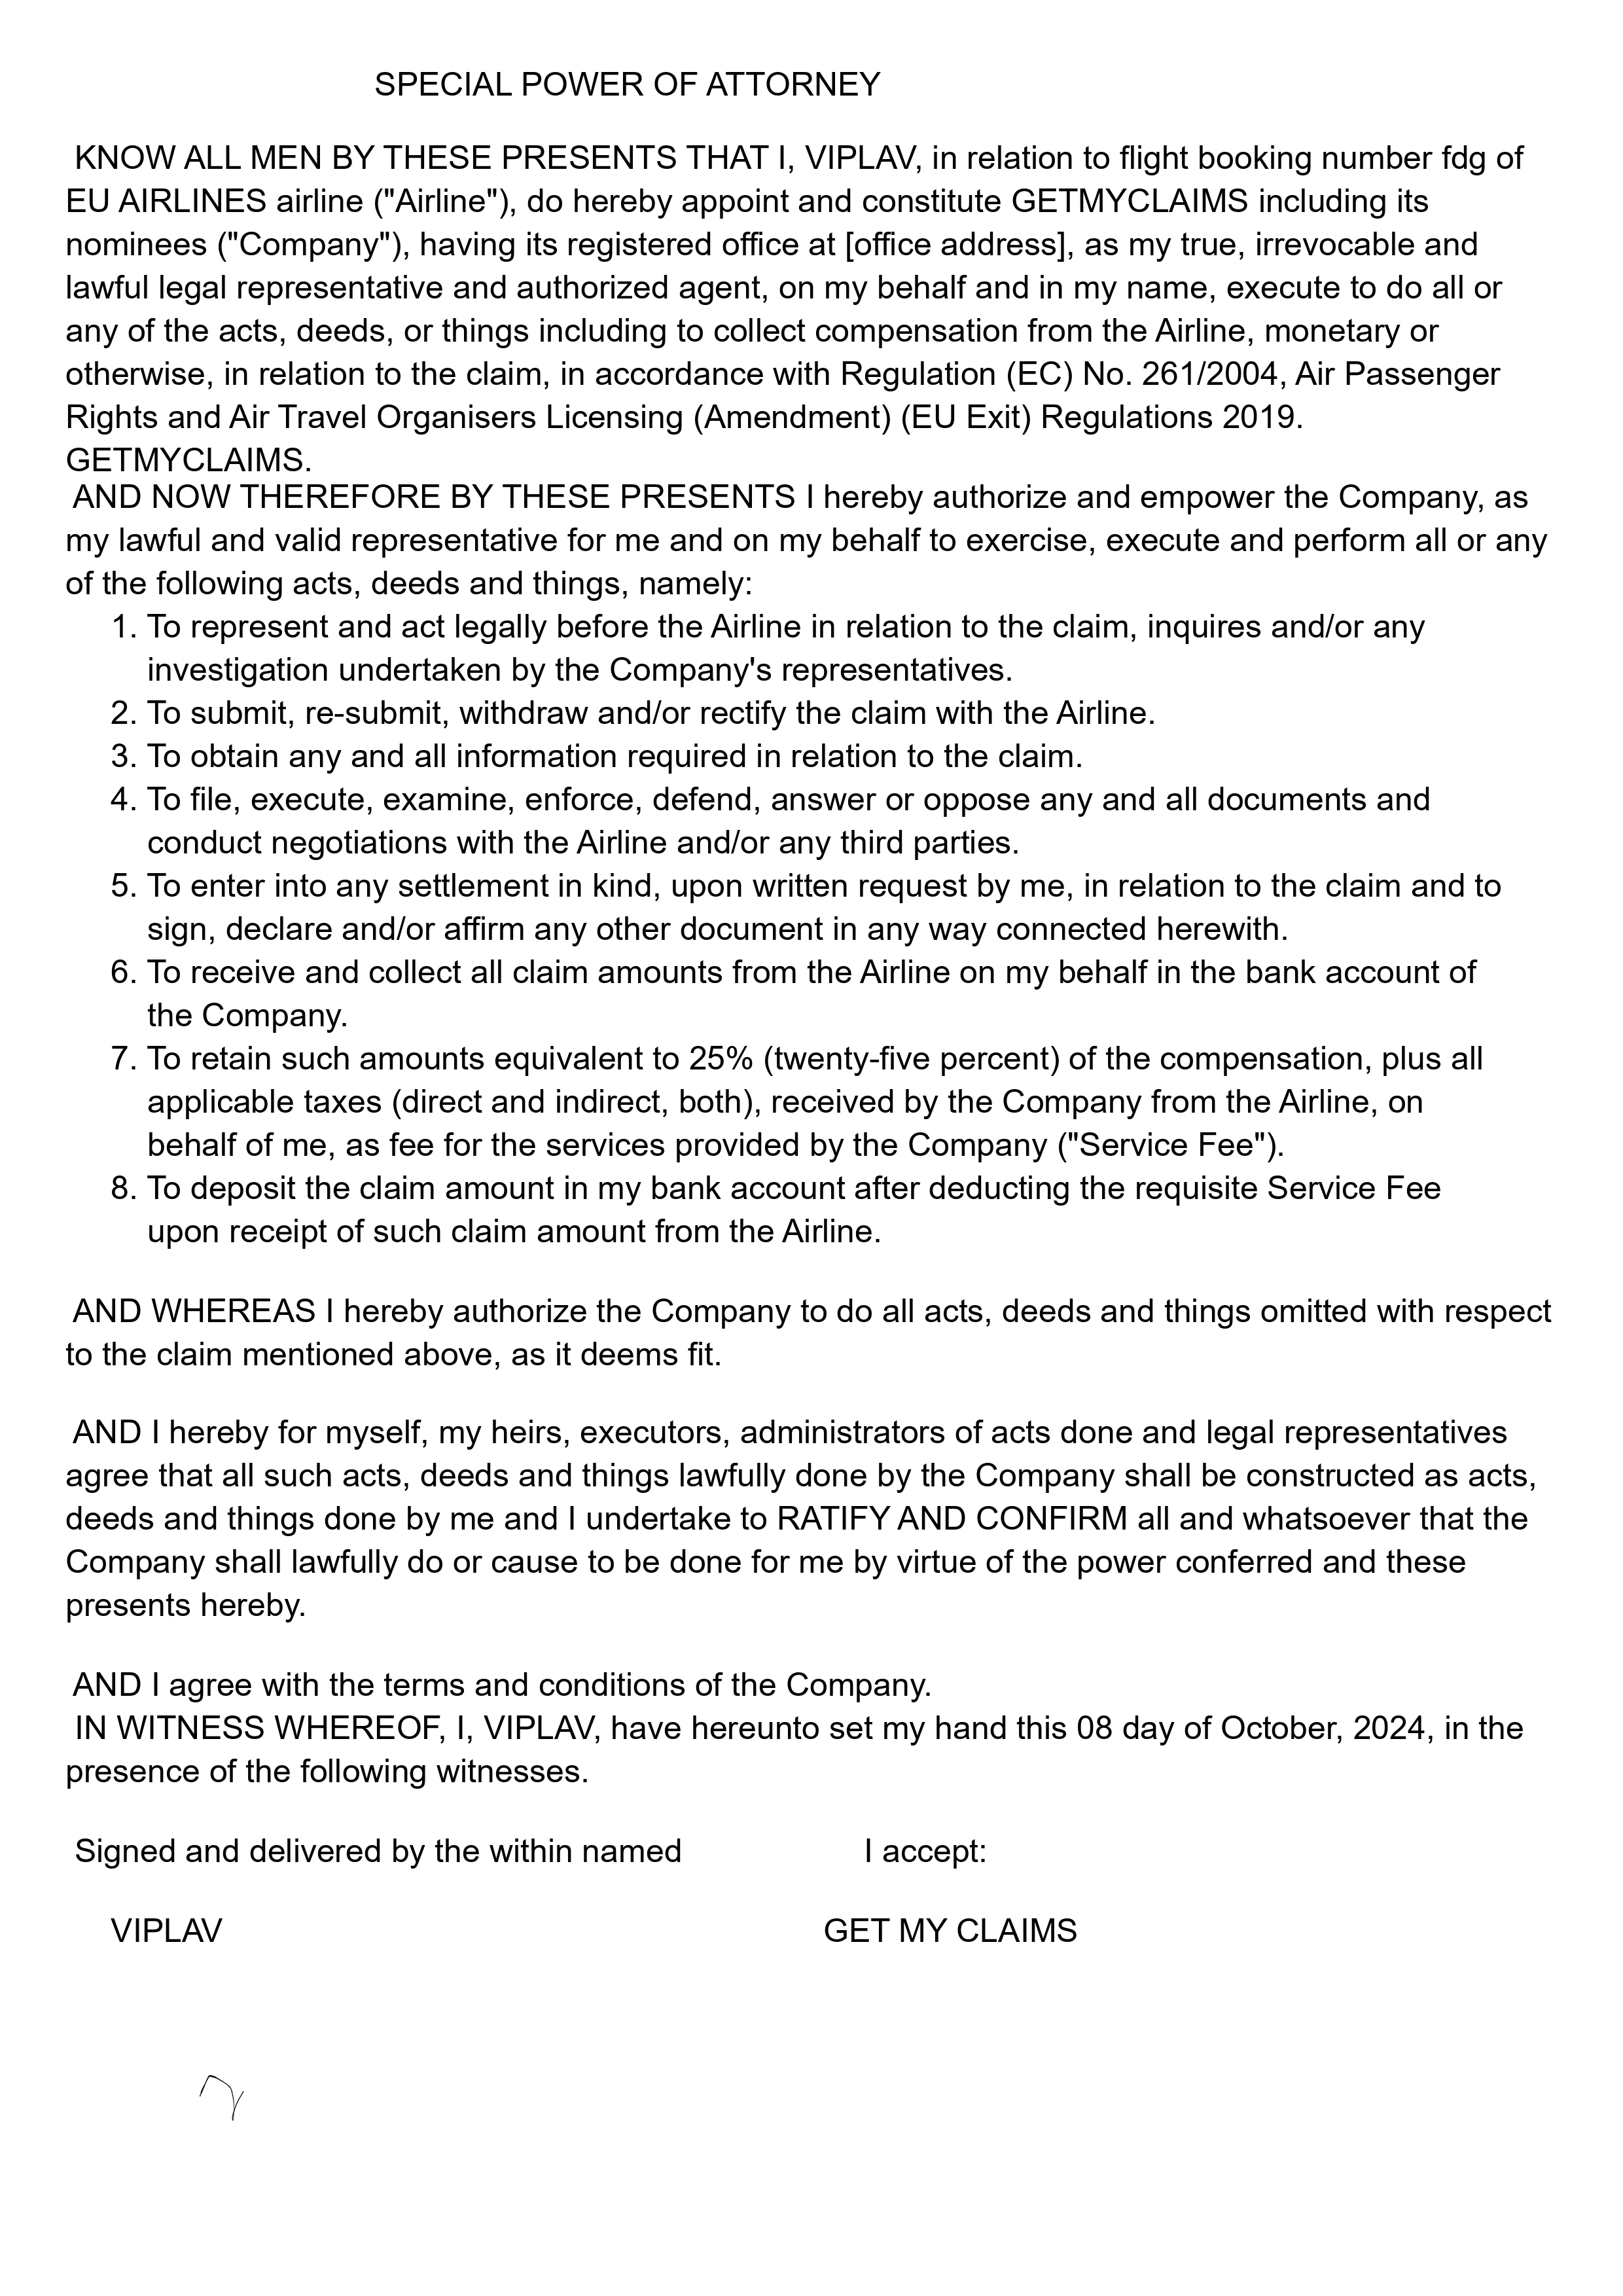 SPECIAL POWER OF ATTORNEY
KNOW ALL MEN BY THESE PRESENTS THAT I, VIPLAV, in relation to flight booking number fdg of
EU AIRLINES airline ("Airline"), do hereby appoint and constitute GETMYCLAIMS including its
nominees ("Company"), having its registered office at [office address], as my true, irrevocable and
lawful legal representative and authorized agent, on my behalf and in my name, execute to do all or
any of the acts, deeds, or things including to collect compensation from the Airline, monetary or
otherwise, in relation to the claim, in accordance with Regulation (EC) No. 261/2004, Air Passenger
Rights and Air Travel Organisers Licensing (Amendment) (EU Exit) Regulations 2019.
GETMYCLAIMS.
AND NOW THEREFORE BY THESE PRESENTS I hereby authorize and empower the Company, as
my lawful and valid representative for me and on my behalf to exercise, execute and perform all or any
of the following acts, deeds and things, namely:
1. To represent and act legally before the Airline in relation to the claim, inquires and/or any
investigation undertaken by the Company's representatives.
2. To submit, re-submit, withdraw and/or rectify the claim with the Airline.
3. To obtain any and all information required in relation to the claim.
4. To file, execute, examine, enforce, defend, answer or oppose any and all documents and
conduct negotiations with the Airline and/or any third parties.
5. To enter into any settlement in kind, upon written request by me, in relation to the claim and to
sign, declare and/or affirm any other document in any way connected herewith.
6. To receive and collect all claim amounts from the Airline on my behalf in the bank account of
the Company.
7. To retain such amounts equivalent to 25% (twenty-five percent) of the compensation, plus all
applicable taxes (direct and indirect, both), received by the Company from the Airline, on
behalf of me, as fee for the services provided by the Company ("Service Fee").
8. To deposit the claim amount in my bank account after deducting the requisite Service Fee
upon receipt of such claim amount from the Airline.
AND WHEREAS I hereby authorize the Company to do all acts, deeds and things omitted with respect
to the claim mentioned above, as it deems fit.
AND I hereby for myself, my heirs, executors, administrators of acts done and legal representatives
agree that all such acts, deeds and things lawfully done by the Company shall be constructed as acts,
deeds and things done by me and I undertake to RATIFY AND CONFIRM all and whatsoever that the
Company shall lawfully do or cause to be done for me by virtue of the power conferred and these
presents hereby.
AND I agree with the terms and conditions of the Company.
IN WITNESS WHEREOF, I, VIPLAV, have hereunto set my hand this 08 day of October, 2024, in the
presence of the following witnesses.
Signed and delivered by the within named I accept:
VIPLAV GET MY CLAIMS